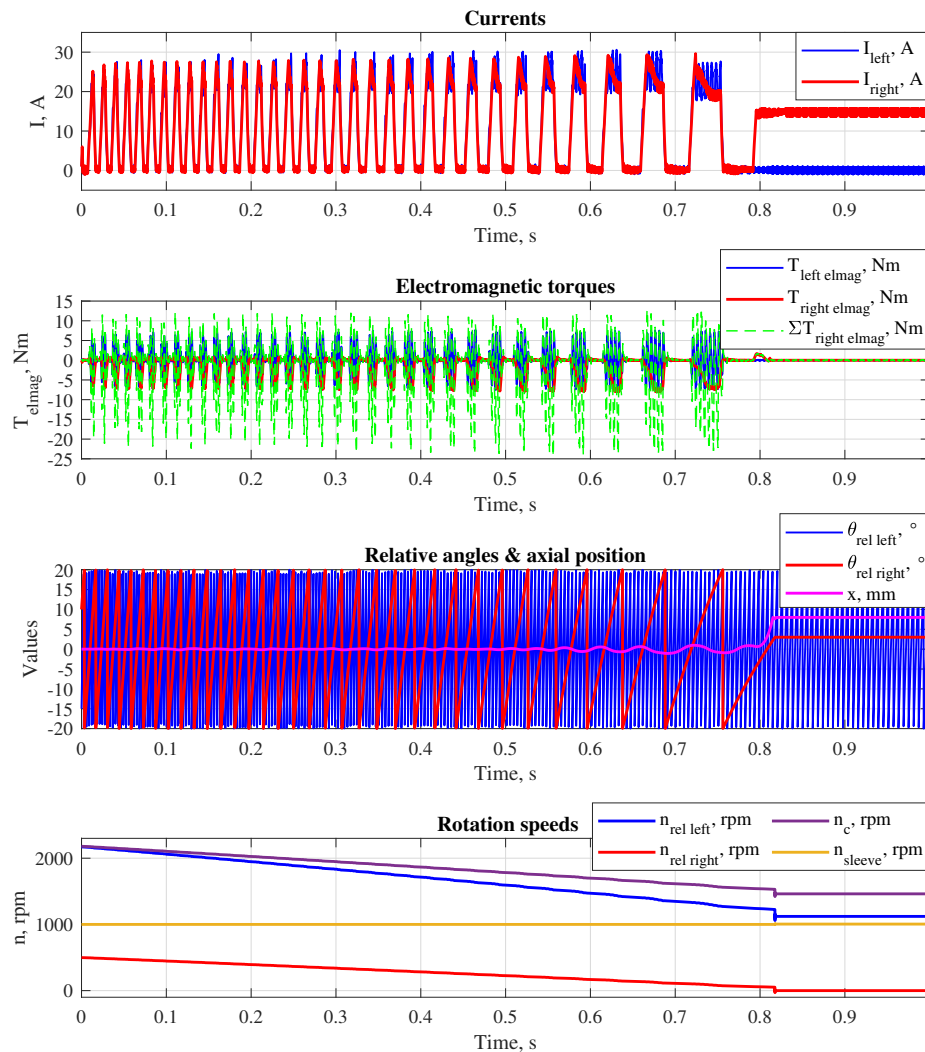 Currents
I_left, A
I_right, A
30
20
10
0
I, A
0 0.1 0.2 0.3 0.4 0.5 0.6 0.7 0.8 0.9
Time, s
Electromagnetic torques
T_left elmag, Nm
T_right elmag, Nm
ΣT_right elmag, Nm
15
10
5
0
-5
-10
-15
-20
-25
T_elmag, Nm
0 0.1 0.2 0.3 0.4 0.5 0.6 0.7 0.8 0.9
Time, s
Relative angles & axial position
θ_rel left, °
θ_rel right, °
x, mm
20
15
10
5
0
-5
-10
-15
-20
Values
0 0.1 0.2 0.3 0.4 0.5 0.6 0.7 0.8 0.9
Time, s
Rotation speeds
n_rel left, rpm
n_rel right, rpm
n_c, rpm
n_sleeve, rpm
2000
1000
0
n, rpm
0 0.1 0.2 0.3 0.4 0.5 0.6 0.7 0.8 0.9
Time, s